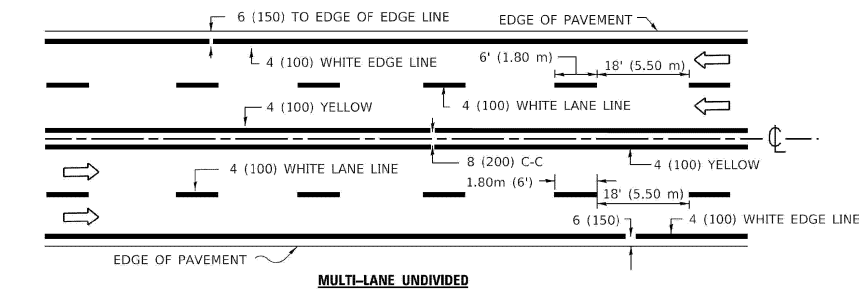 6 (150) TO EDGE OF EDGE LINE
EDGE OF PAVEMENT
4 (100) WHITE EDGE LINE
6' (1.80 m)
18' (5.50 m)
4 (100) YELLOW
4 (100) WHITE LANE LINE
℄
4 (100) WHITE LANE LINE
8 (200) C-C
4 (100) YELLOW
1.80m (6')
18' (5.50 m)
6 (150)
4 (100) WHITE EDGE LINE
EDGE OF PAVEMENT
MULTI–LANE UNDIVIDED